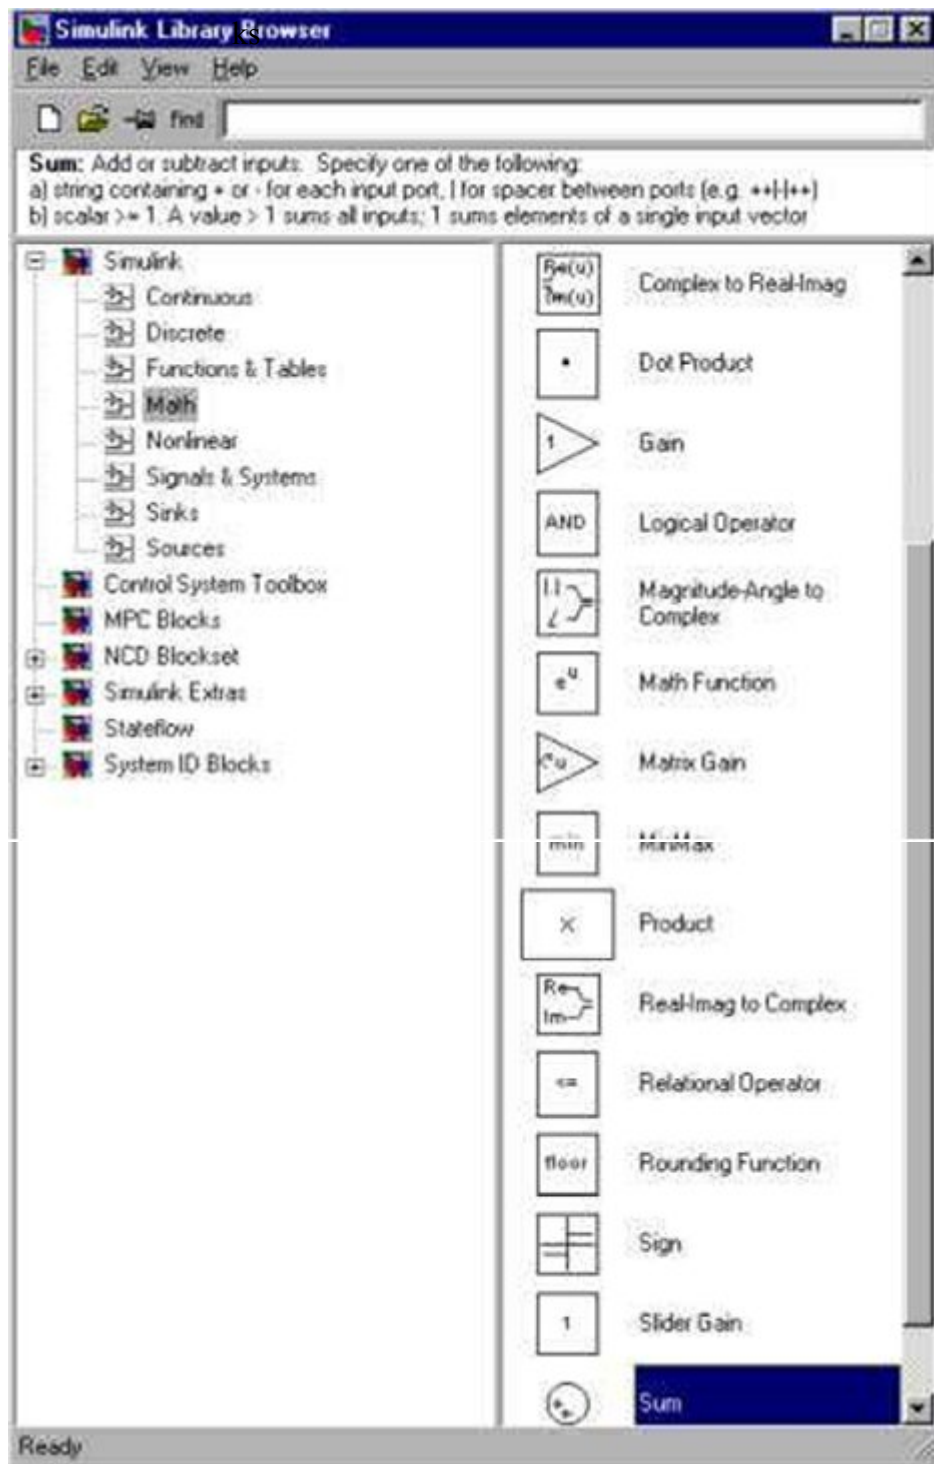 Simulink Library Browser
ks
File Edit View Help
find
Sum: Add or subtract inputs. Specify one of the following:
a) string containing + or - for each input port, | for spacer between ports (e.g. ++|-|++)
b) scalar >= 1. A value > 1 sums all inputs; 1 sums elements of a single input vector
Simulink
Continuous
Discrete
Functions & Tables
Math
Nonlinear
Signals & Systems
Sinks
Sources
Control System Toolbox
MPC Blocks
NCD Blockset
Simulink Extras
Stateflow
System ID Blocks
Re(u)
Im(u)
Complex to Real-Imag
Dot Product
1
Gain
AND
Logical Operator
Magnitude-Angle to
Complex
e^u
Math Function
Matrix Gain
min
MinMax
×
Product
Re
Im
Real-Imag to Complex
<=
Relational Operator
floor
Rounding Function
Sign
1
Slider Gain
Sum
Ready